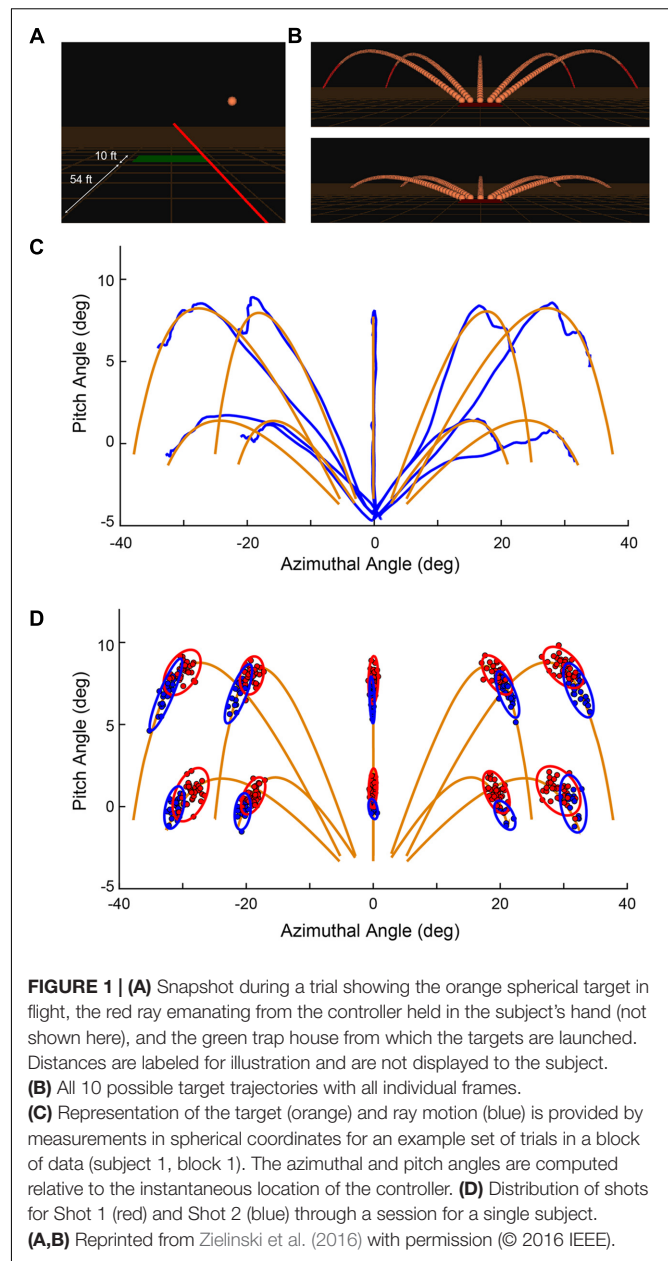 A
B
10 ft
54 ft
C
10
5
0
-5
Pitch Angle (deg)
-40
-20
0
20
40
Azimuthal Angle (deg)
D
10
5
0
-5
Pitch Angle (deg)
-40
-20
0
20
40
Azimuthal Angle (deg)
FIGURE 1 | (A) Snapshot during a trial showing the orange spherical target in
flight, the red ray emanating from the controller held in the subject's hand (not
shown here), and the green trap house from which the targets are launched.
Distances are labeled for illustration and are not displayed to the subject.
(B) All 10 possible target trajectories with all individual frames.
(C) Representation of the target (orange) and ray motion (blue) is provided by
measurements in spherical coordinates for an example set of trials in a block
of data (subject 1, block 1). The azimuthal and pitch angles are computed
relative to the instantaneous location of the controller. (D) Distribution of shots
for Shot 1 (red) and Shot 2 (blue) through a session for a single subject.
(A,B) Reprinted from Zielinski et al. (2016) with permission (© 2016 IEEE).